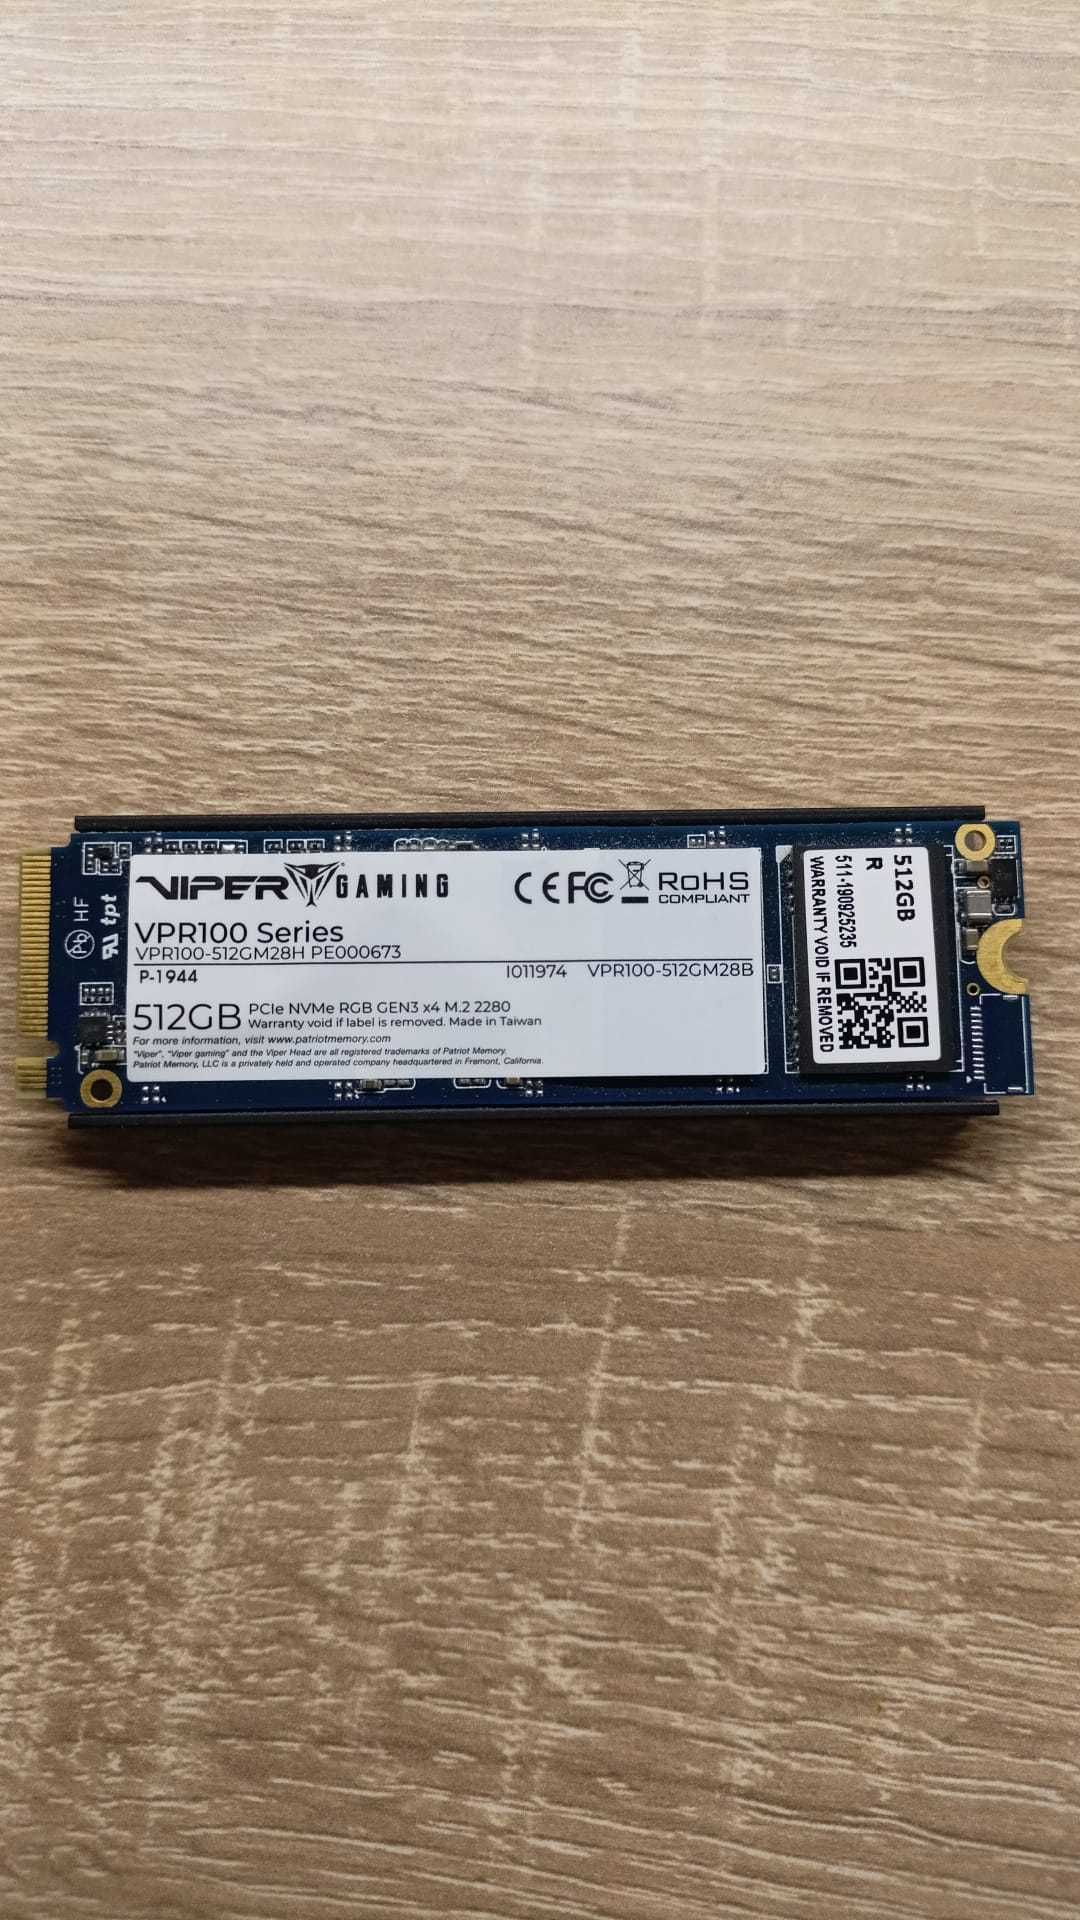 VIPER GAMING
CE FC RoHS
COMPLIANT
VPR100 Series
VPR100-512GM28H PE000673
P-1944 I011974 VPR100-512GM28B
512GB PCIe NVMe RGB GEN3 x4 M.2 2280
Warranty void if label is removed. Made in Taiwan
For more information, visit www.patriotmemory.com
"Viper", "Viper gaming" and the Viper Head are all registered trademarks of Patriot Memory.
Patriot Memory, LLC is a privately held and operated company headquartered in Fremont, California.
512GB
R
511-190925235
WARRANTY VOID IF REMOVED
Pb HF
tpt